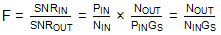 F = SNR_IN / SNR_OUT = P_IN / N_IN × N_OUT / P_IN G_S = N_OUT / N_IN G_S